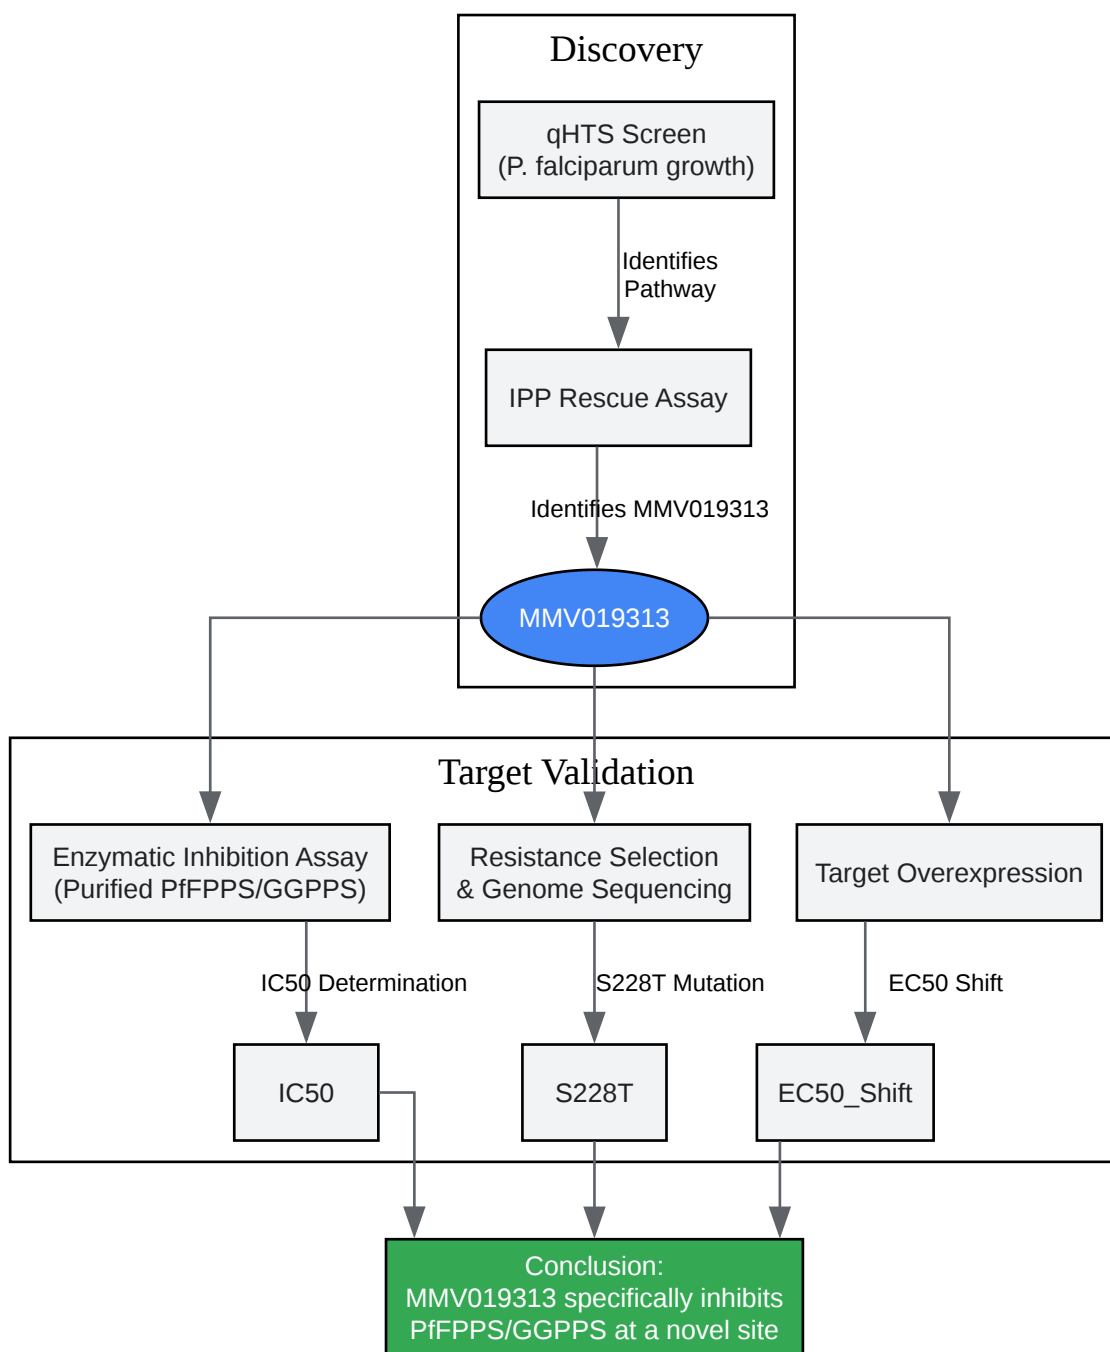 Discovery
qHTS Screen
(P. falciparum growth)
Identifies
Pathway
IPP Rescue Assay
Identifies MMV019313
MMV019313
Target Validation
Enzymatic Inhibition Assay
(Purified PfFPPS/GGPPS)
Resistance Selection
& Genome Sequencing
Target Overexpression
IC50 Determination
S228T Mutation
EC50 Shift
IC50
S228T
EC50_Shift
Conclusion:
MMV019313 specifically inhibits
PfFPPS/GGPPS at a novel site